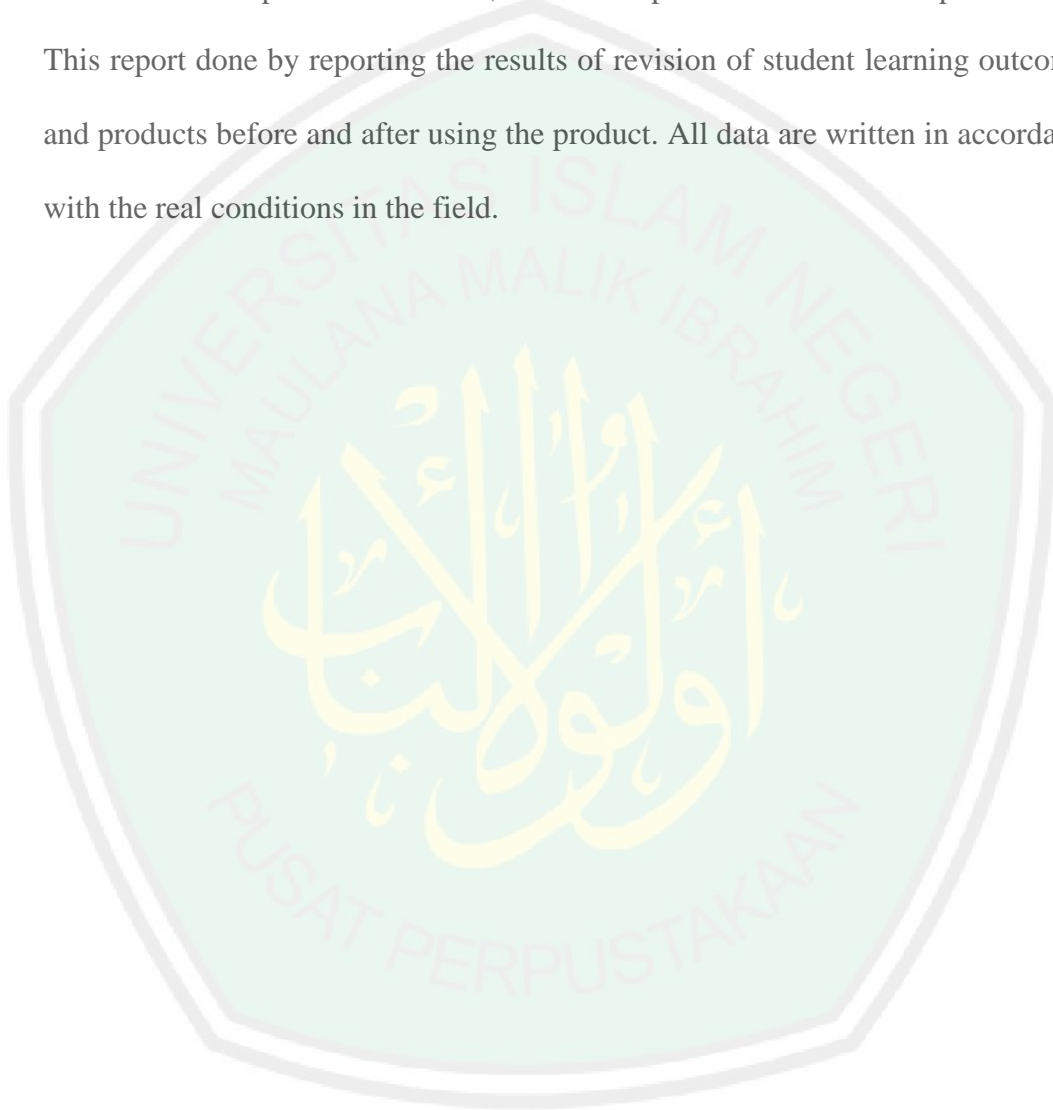 This report done by reporting the results of revision of student learning
and products before and after using the product. All data are written in
with the real conditions in the field.
UNIVERSITAS ISLAM NEGERI
MAULANA MALIK IBRAHIM
أولوا الألباب
PUSAT PERPUSTAKAAN